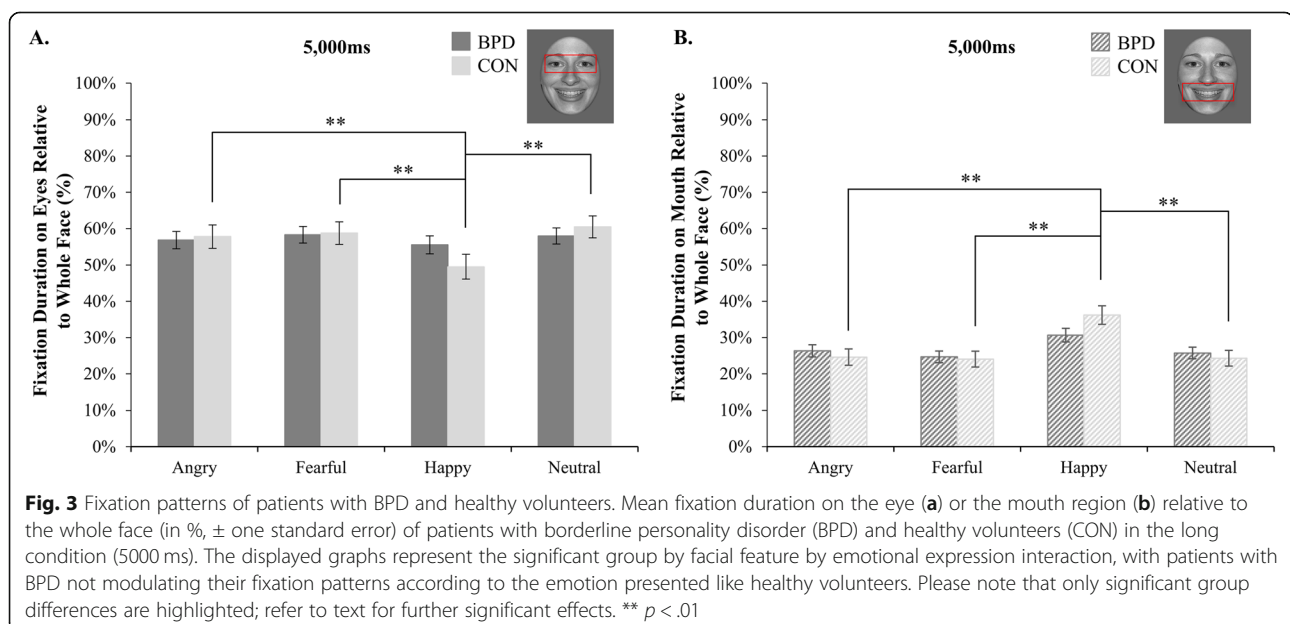 A.
5,000ms
BPD
CON
Fixation Duration on Eyes Relative
to Whole Face (%)
100%
90%
80%
70%
60%
50%
40%
30%
20%
10%
0%
**
**
**
Angry Fearful Happy Neutral
B.
5,000ms
BPD
CON
Fixation Duration on Mouth Relative
to Whole Face (%)
100%
90%
80%
70%
60%
50%
40%
30%
20%
10%
0%
**
**
**
Angry Fearful Happy Neutral
Fig. 3 Fixation patterns of patients with BPD and healthy volunteers. Mean fixation duration on the eye (a) or the mouth region (b) relative to
the whole face (in %, ± one standard error) of patients with borderline personality disorder (BPD) and healthy volunteers (CON) in the long
condition (5000 ms). The displayed graphs represent the significant group by facial feature by emotional expression interaction, with patients with
BPD not modulating their fixation patterns according to the emotion presented like healthy volunteers. Please note that only significant group
differences are highlighted; refer to text for further significant effects. ** p < .01